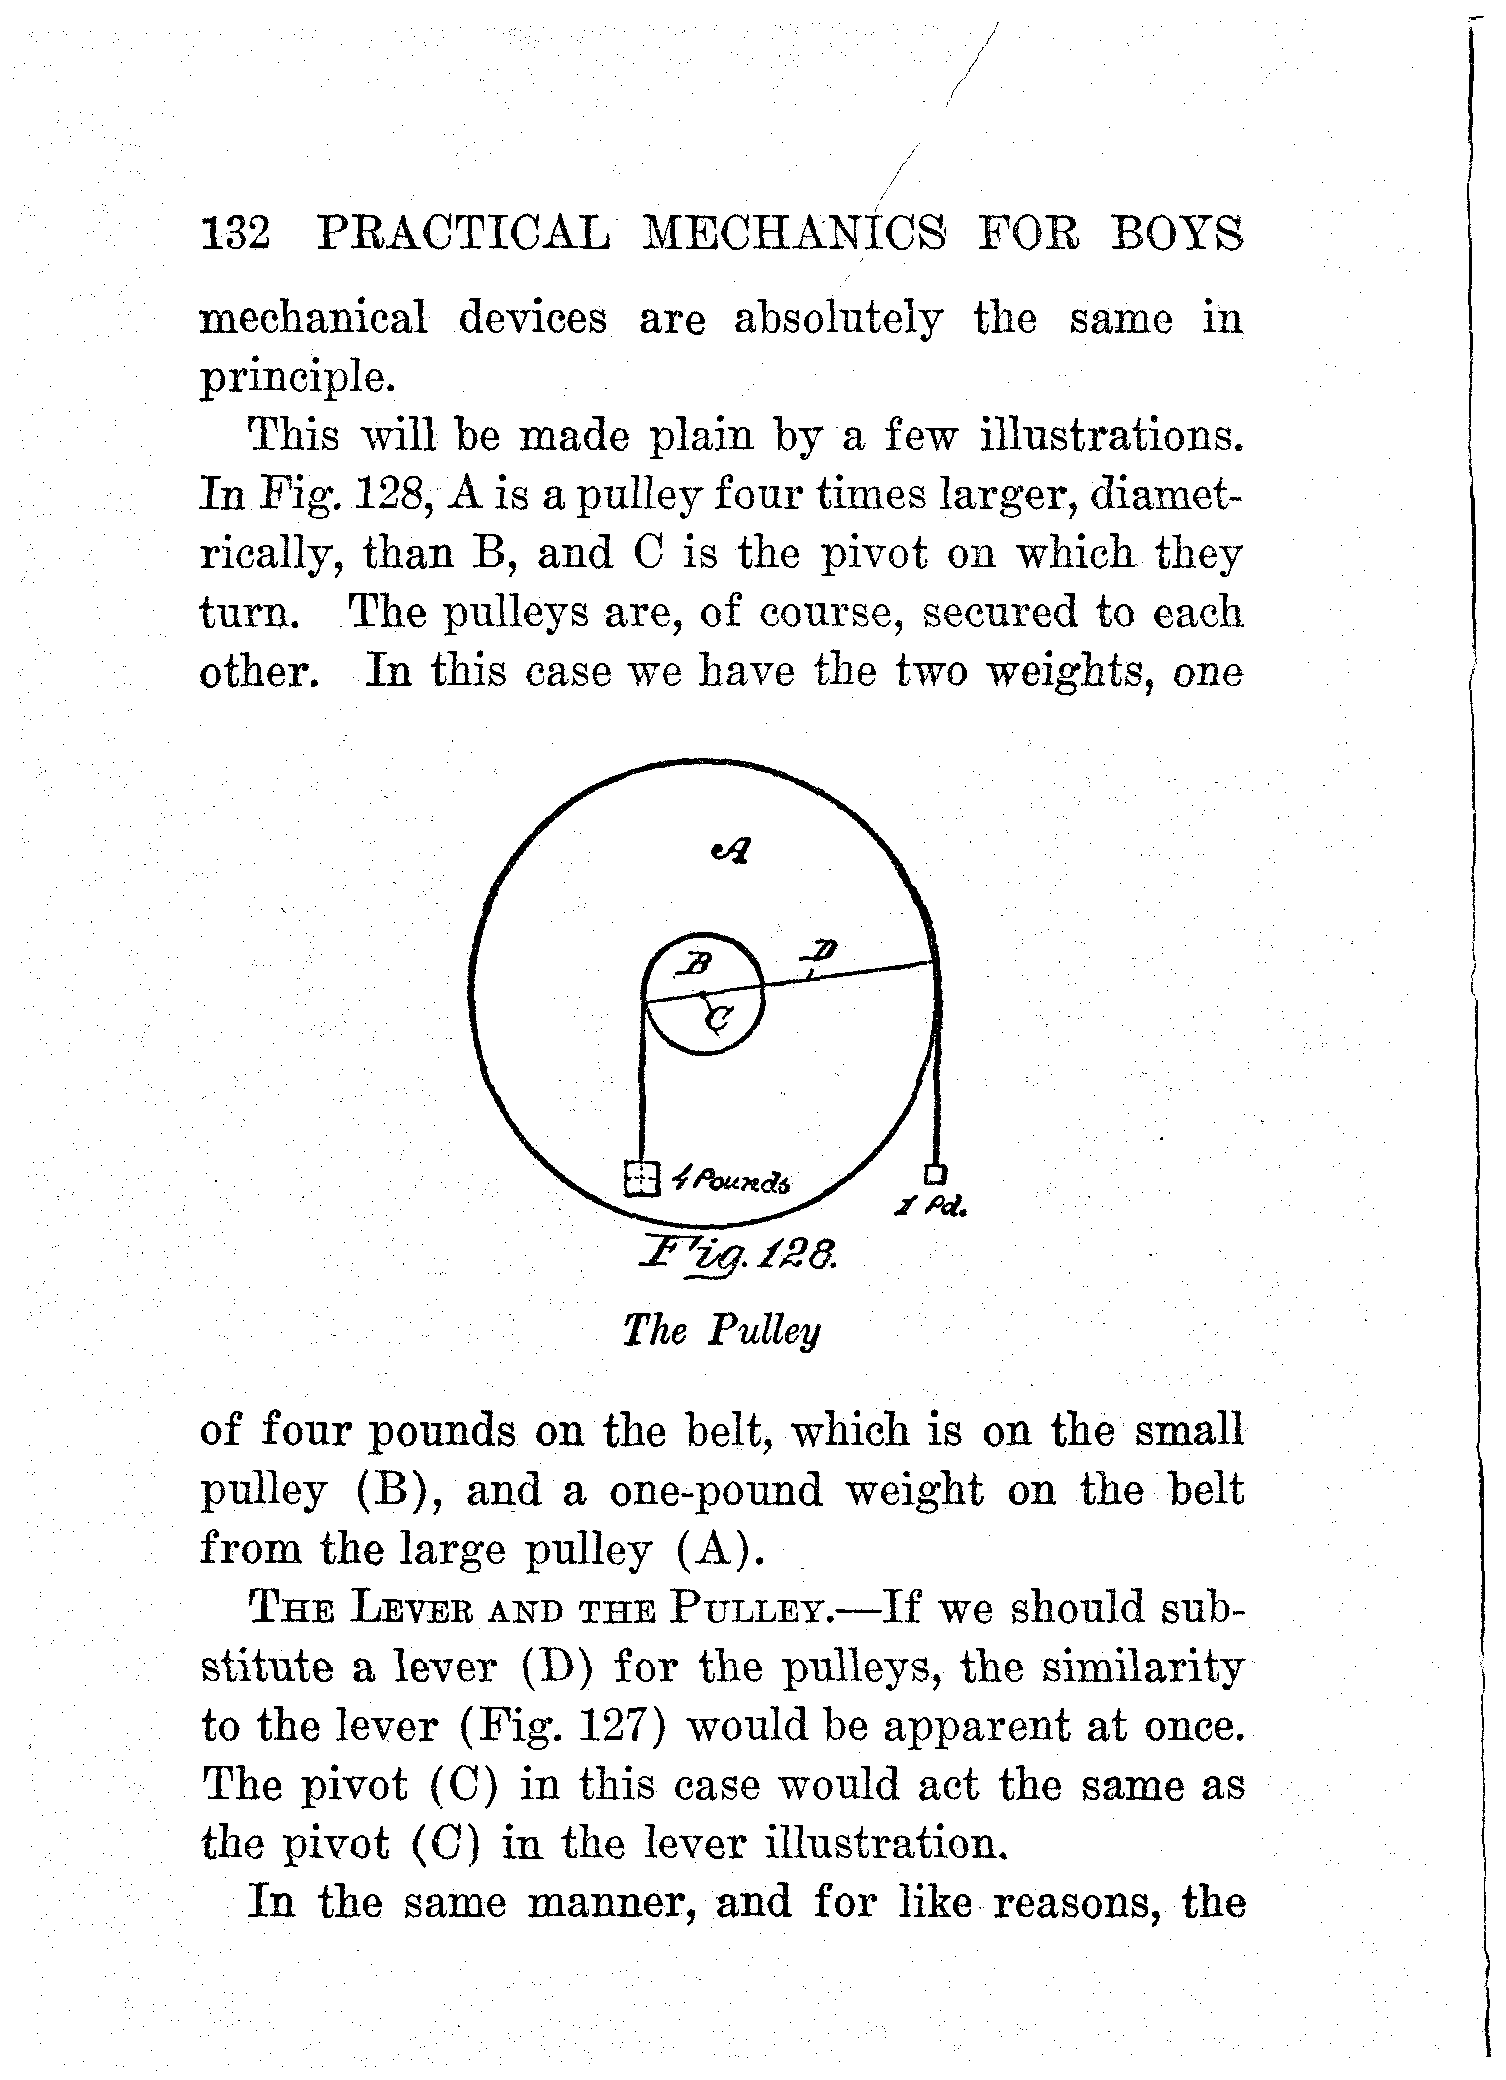 132 PRACTICAL MECHANICS FOR BOYS
mechanical devices are absolutely the same in
principle.
This will be made plain by a few illustrations.
In Fig. 128, A is a pulley four times larger, diamet-
rically, than B, and C is the pivot on which they
turn. The pulleys are, of course, secured to each
other. In this case we have the two weights, one
A
B
D
C
4 Pounds
1 Pd.
Fig. 128.
The Pulley
of four pounds on the belt, which is on the small
pulley (B), and a one-pound weight on the belt
from the large pulley (A).
THE LEVER AND THE PULLEY.—If we should sub-
stitute a lever (D) for the pulleys, the similarity
to the lever (Fig. 127) would be apparent at once.
The pivot (C) in this case would act the same as
the pivot (C) in the lever illustration.
In the same manner, and for like reasons, the